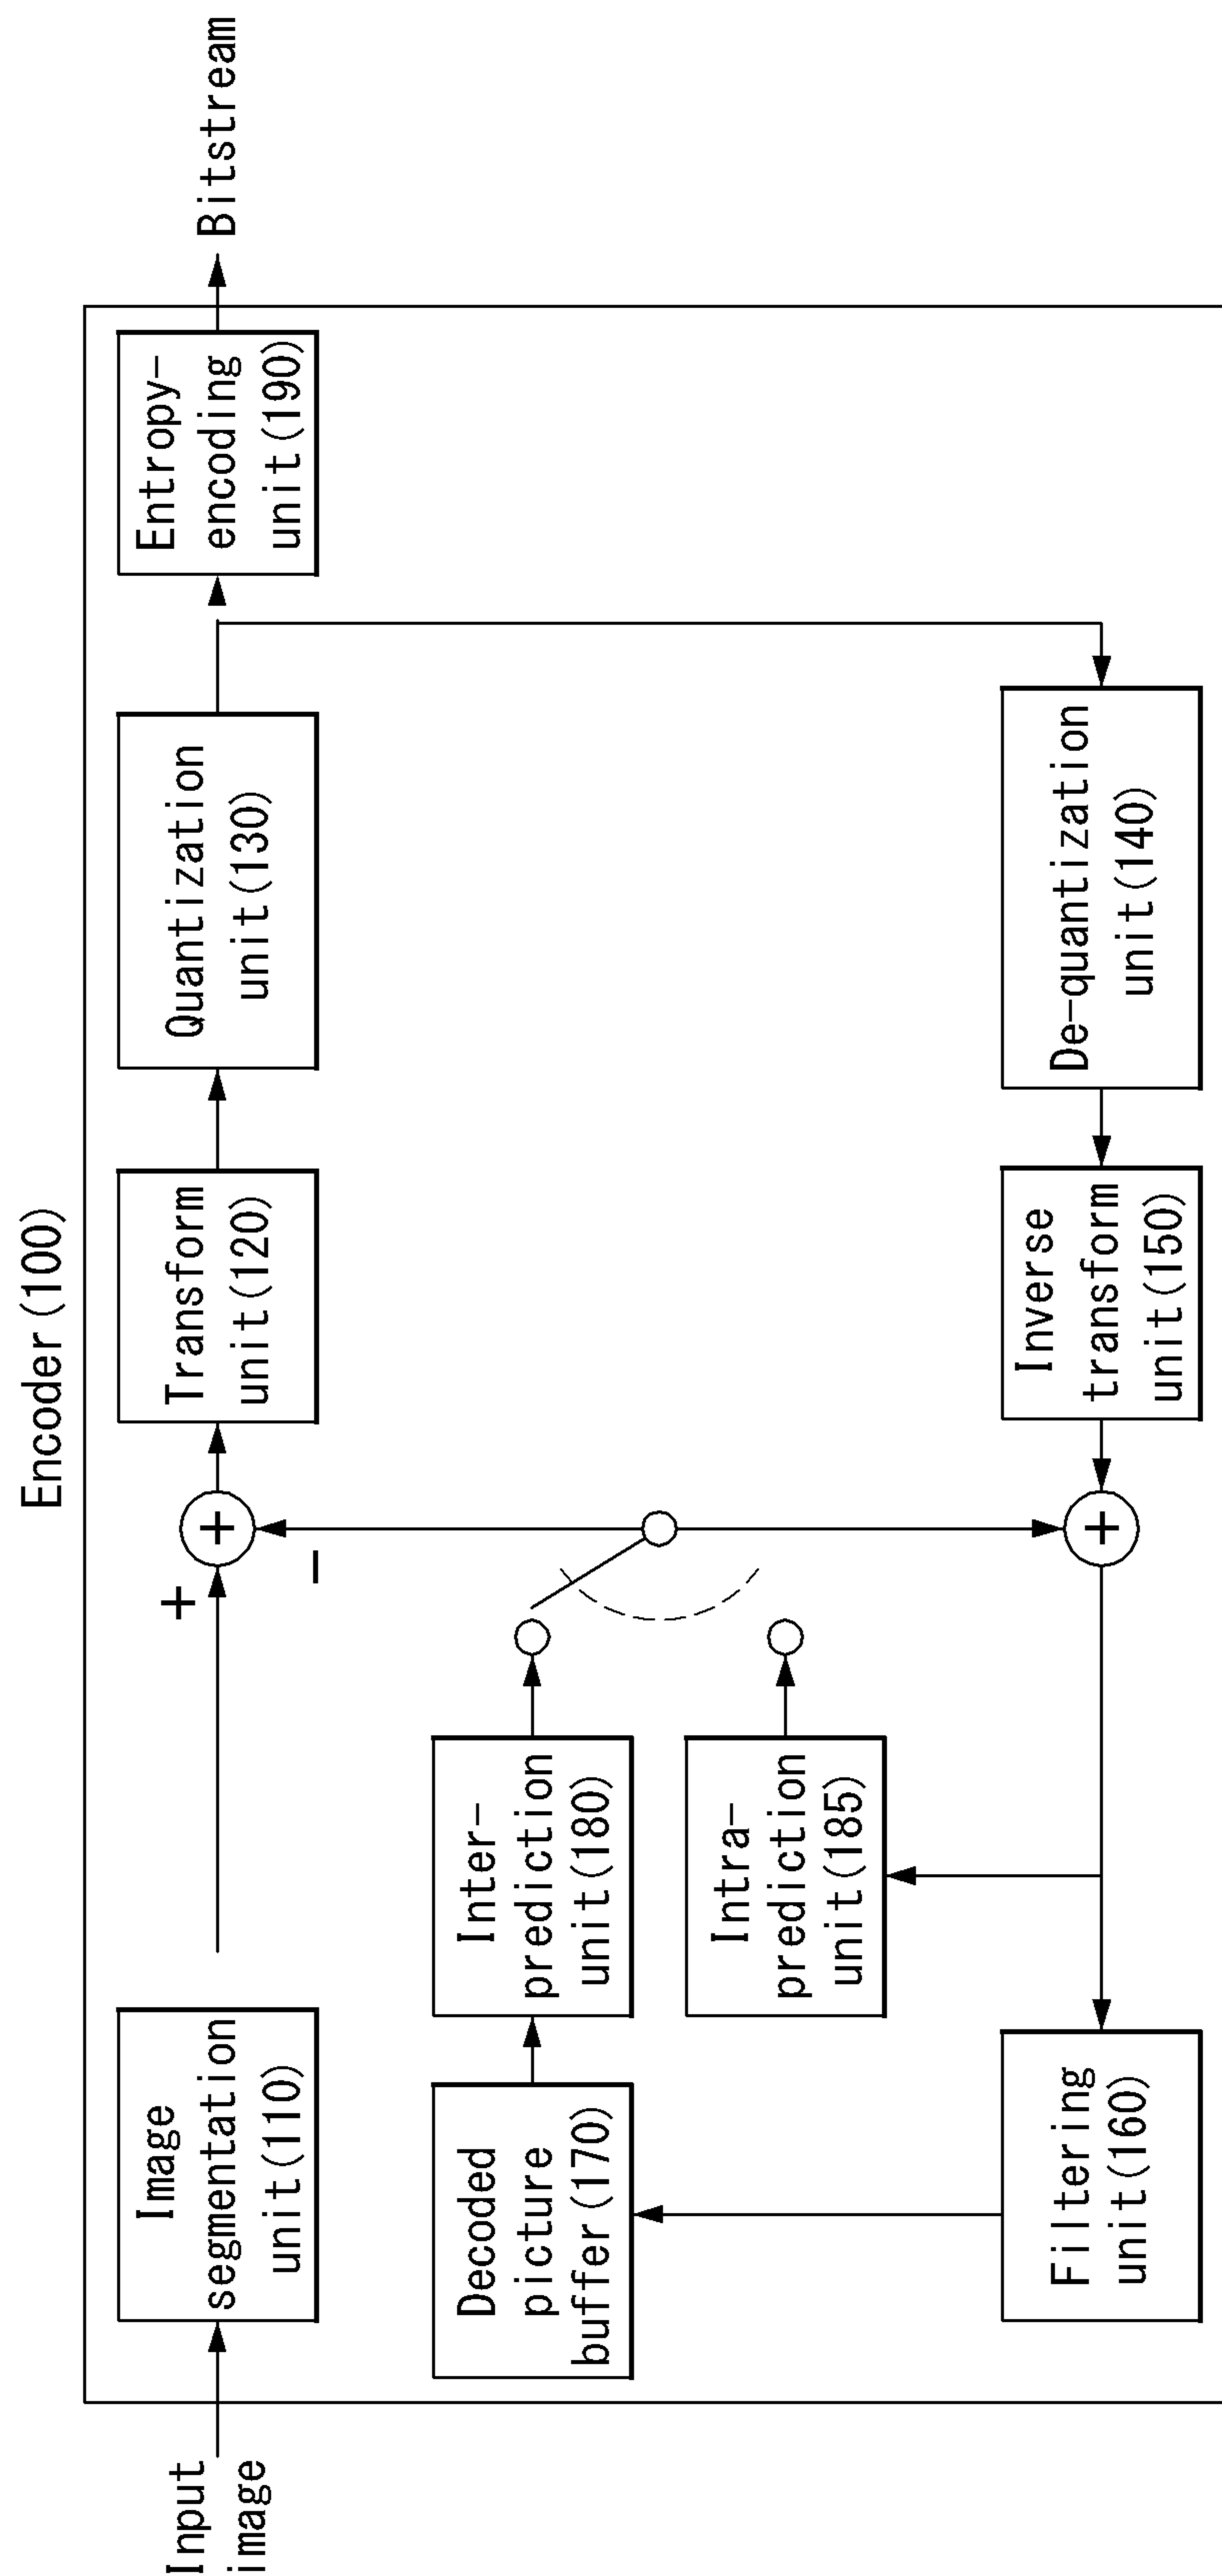 Encoder(100)
Input
image
Image
segmentation
unit(110)
+
−
+
Transform
unit(120)
Quantization
unit(130)
Entropy-
encoding
unit(190)
Bitstream
Decoded
picture
buffer(170)
Inter-
prediction
unit(180)
Intra-
prediction
unit(185)
Filtering
unit(160)
+
Inverse
transform
unit(150)
De-quantization
unit(140)